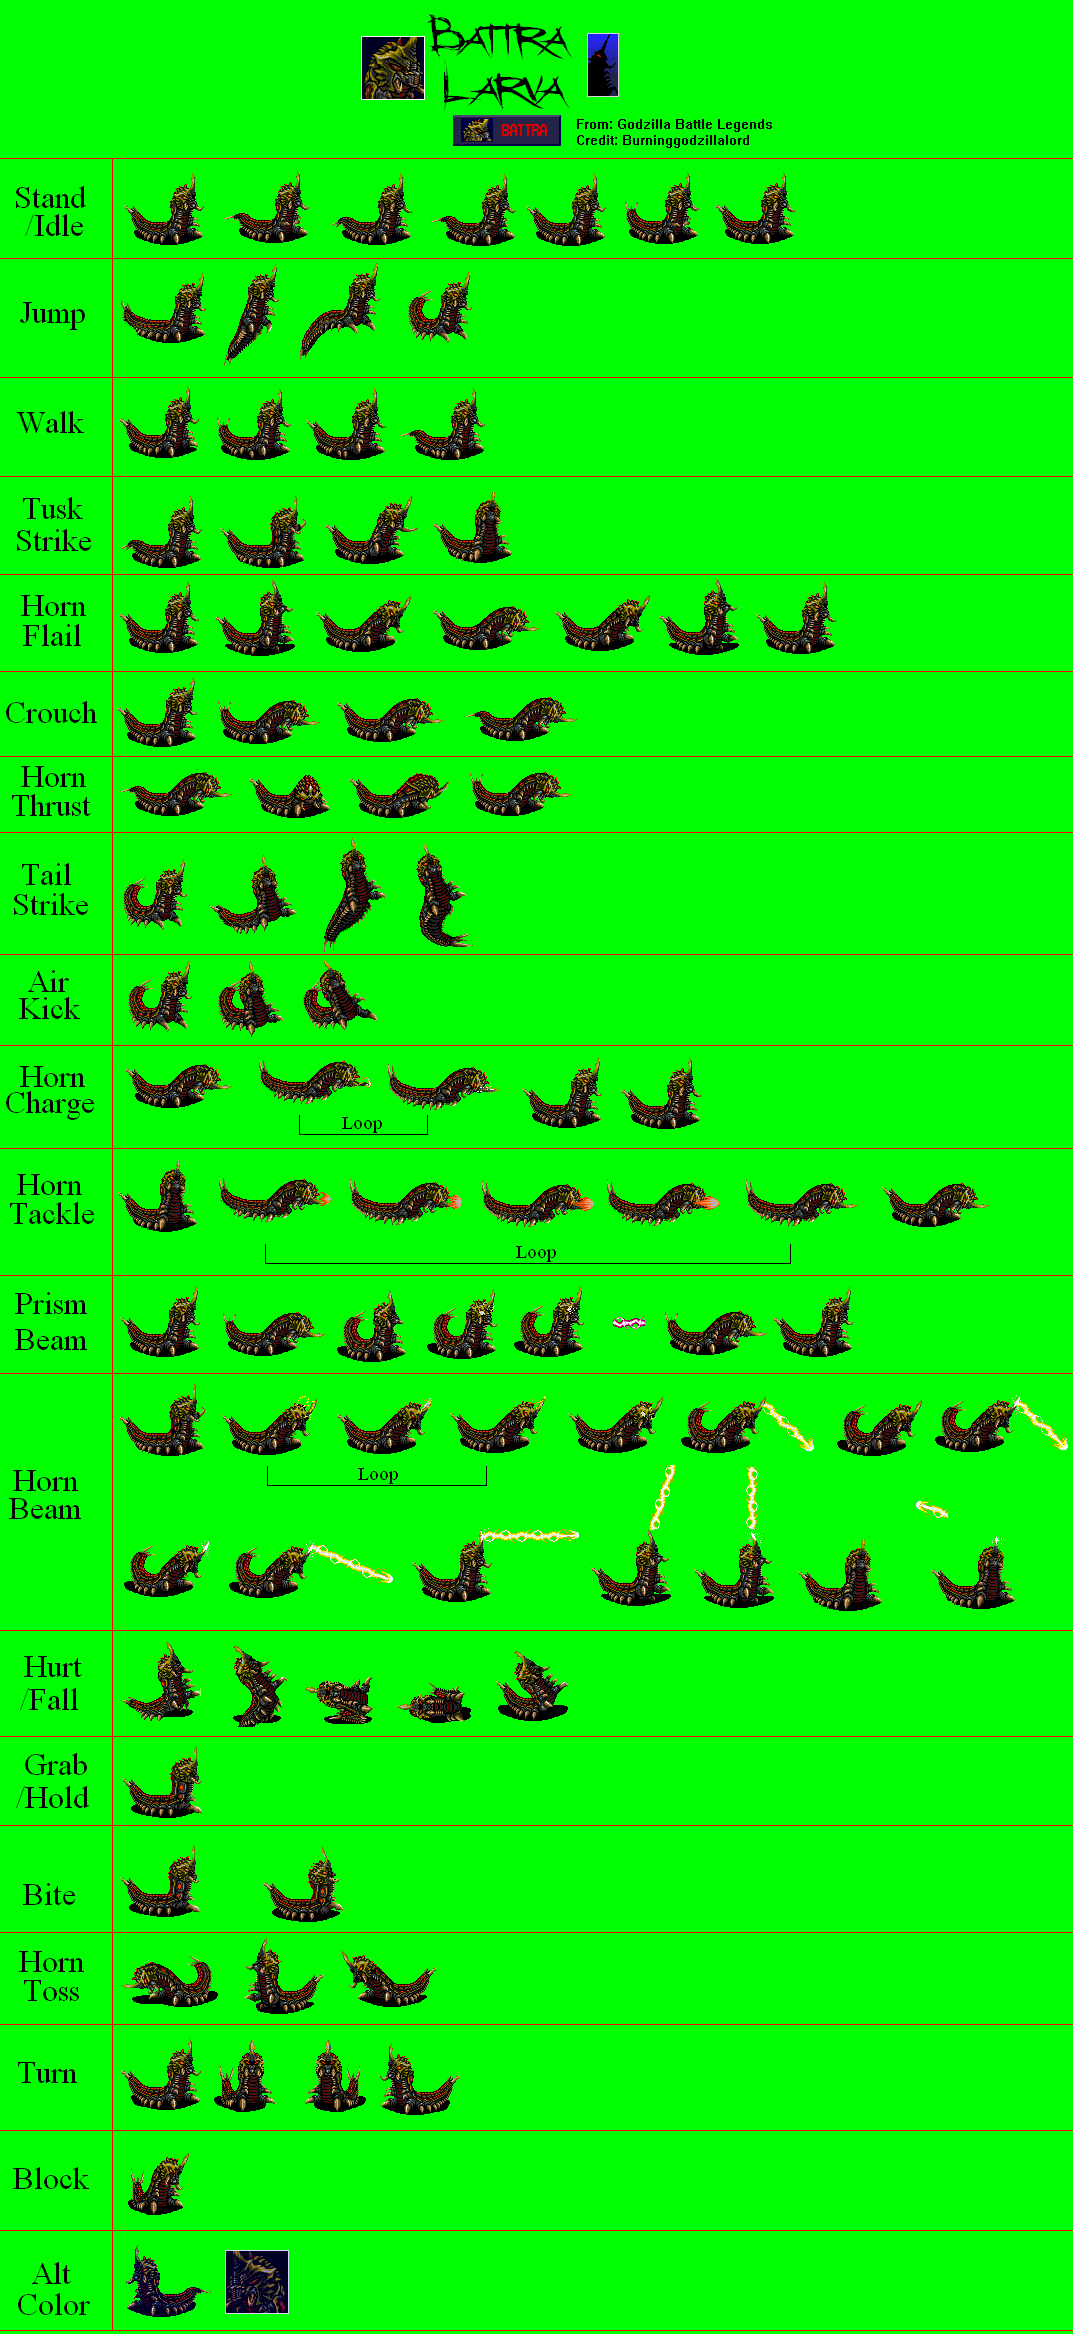 Battra
Larva
BATTRA
From: Godzilla Battle Legends
Credit: Burninggodzillalord
Stand
/Idle
Jump
Walk
Tusk
Strike
Horn
Flail
Crouch
Horn
Thrust
Tail
Strike
Air
Kick
Horn
Charge
Loop
Horn
Tackle
Loop
Prism
Beam
Horn
Beam
Loop
Hurt
/Fall
Grab
/Hold
Bite
Horn
Toss
Turn
Block
Alt
Color